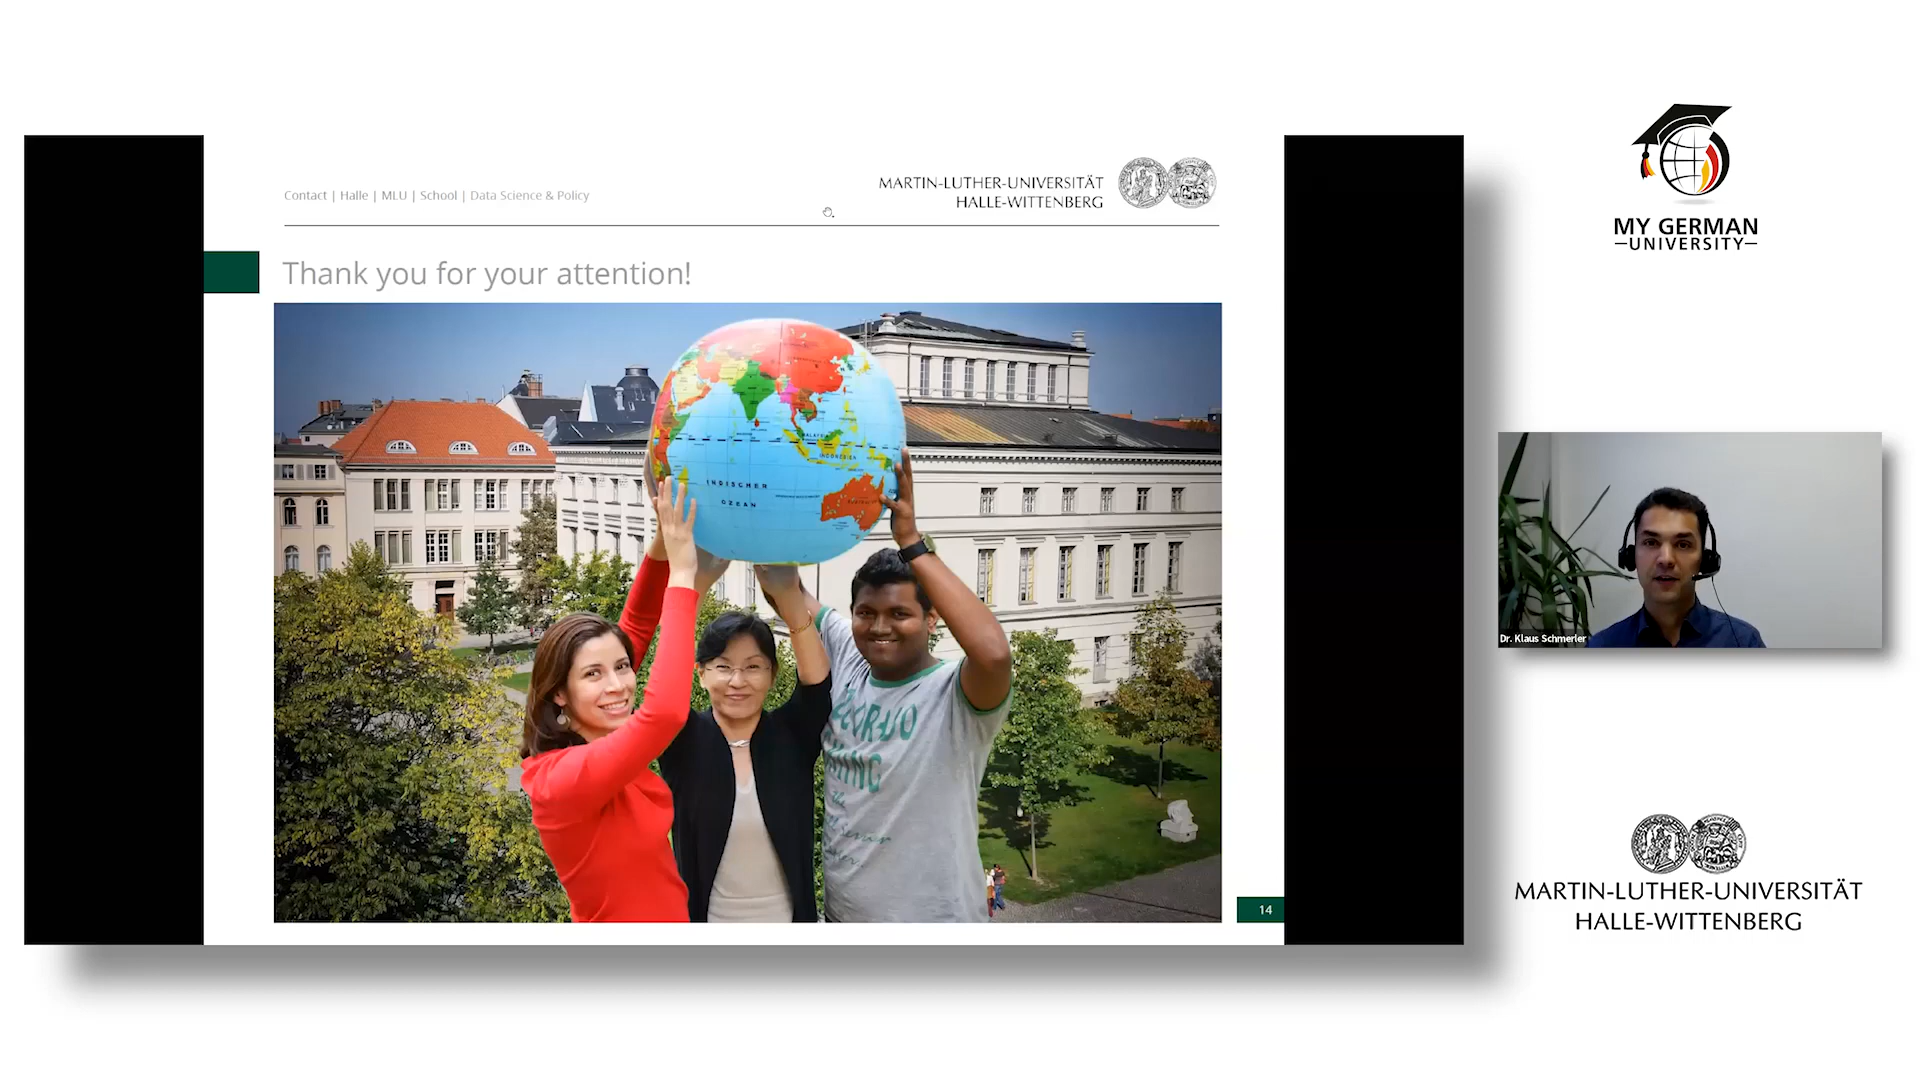 Contact | Halle | MLU | School | Data Science & Policy
MARTIN-LUTHER-UNIVERSITÄT
HALLE-WITTENBERG
Thank you for your attention!
INDISCHER
OZEAN
INDONESIEN
14
MY GERMAN
UNIVERSITY
Dr. Klaus Schmerler
MARTIN-LUTHER-UNIVERSITÄT
HALLE-WITTENBERG